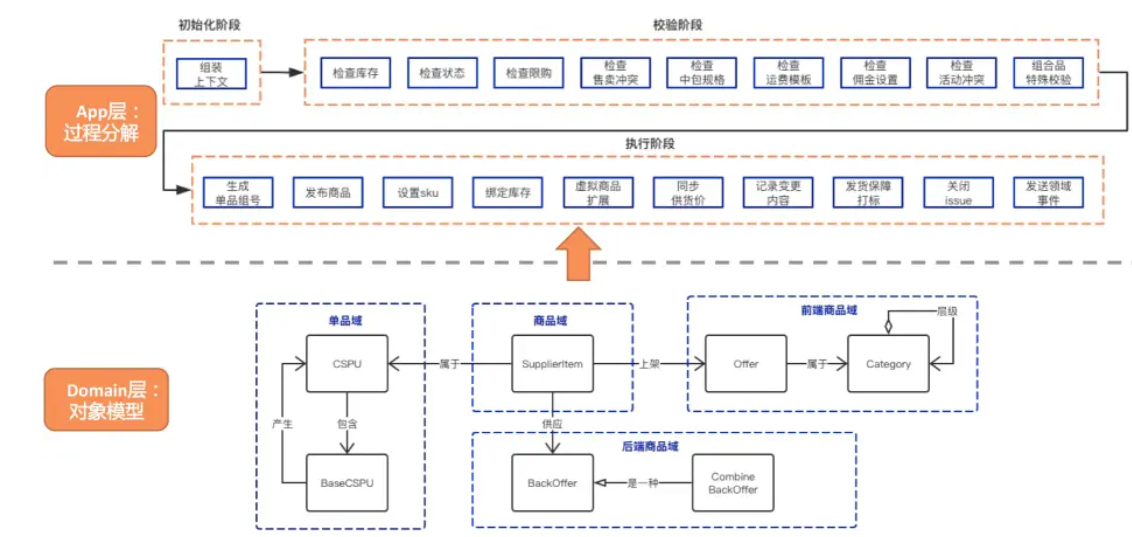 初始化阶段
校验阶段
组装
上下文
检查库存
检查状态
检查限购
检查
售卖冲突
检查
中包规格
检查
运费模板
检查
佣金设置
检查
活动冲突
组合品
特殊校验
App层：
过程分解
执行阶段
生成
单品组号
发布商品
设置sku
绑定库存
虚拟商品
扩展
同步
供货价
记录变更
内容
发货保障
打标
关闭
issue
发送领域
事件
Domain层：
对象模型
单品域
商品域
前端商品域
层级
CSPU
属于
SupplierItem
上架
Offer
属于
Category
产生
包含
供应
后端商品域
BaseCSPU
BackOffer
是一种
Combine
BackOffer